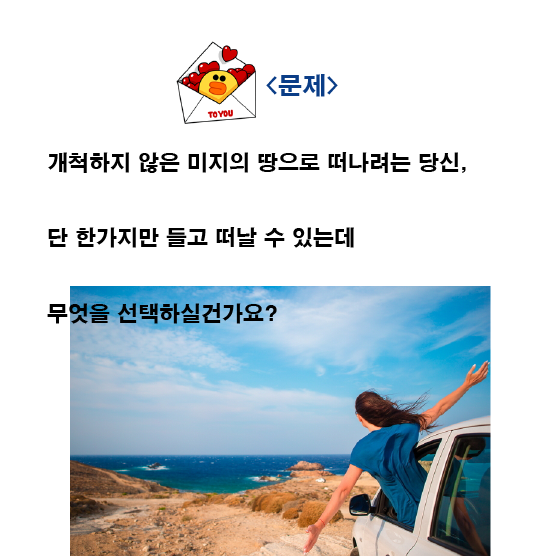 TO YOU
<문제>
개척하지 않은 미지의 땅으로 떠나려는 당신,
단 한가지만 들고 떠날 수 있는데
무엇을 선택하실건가요?